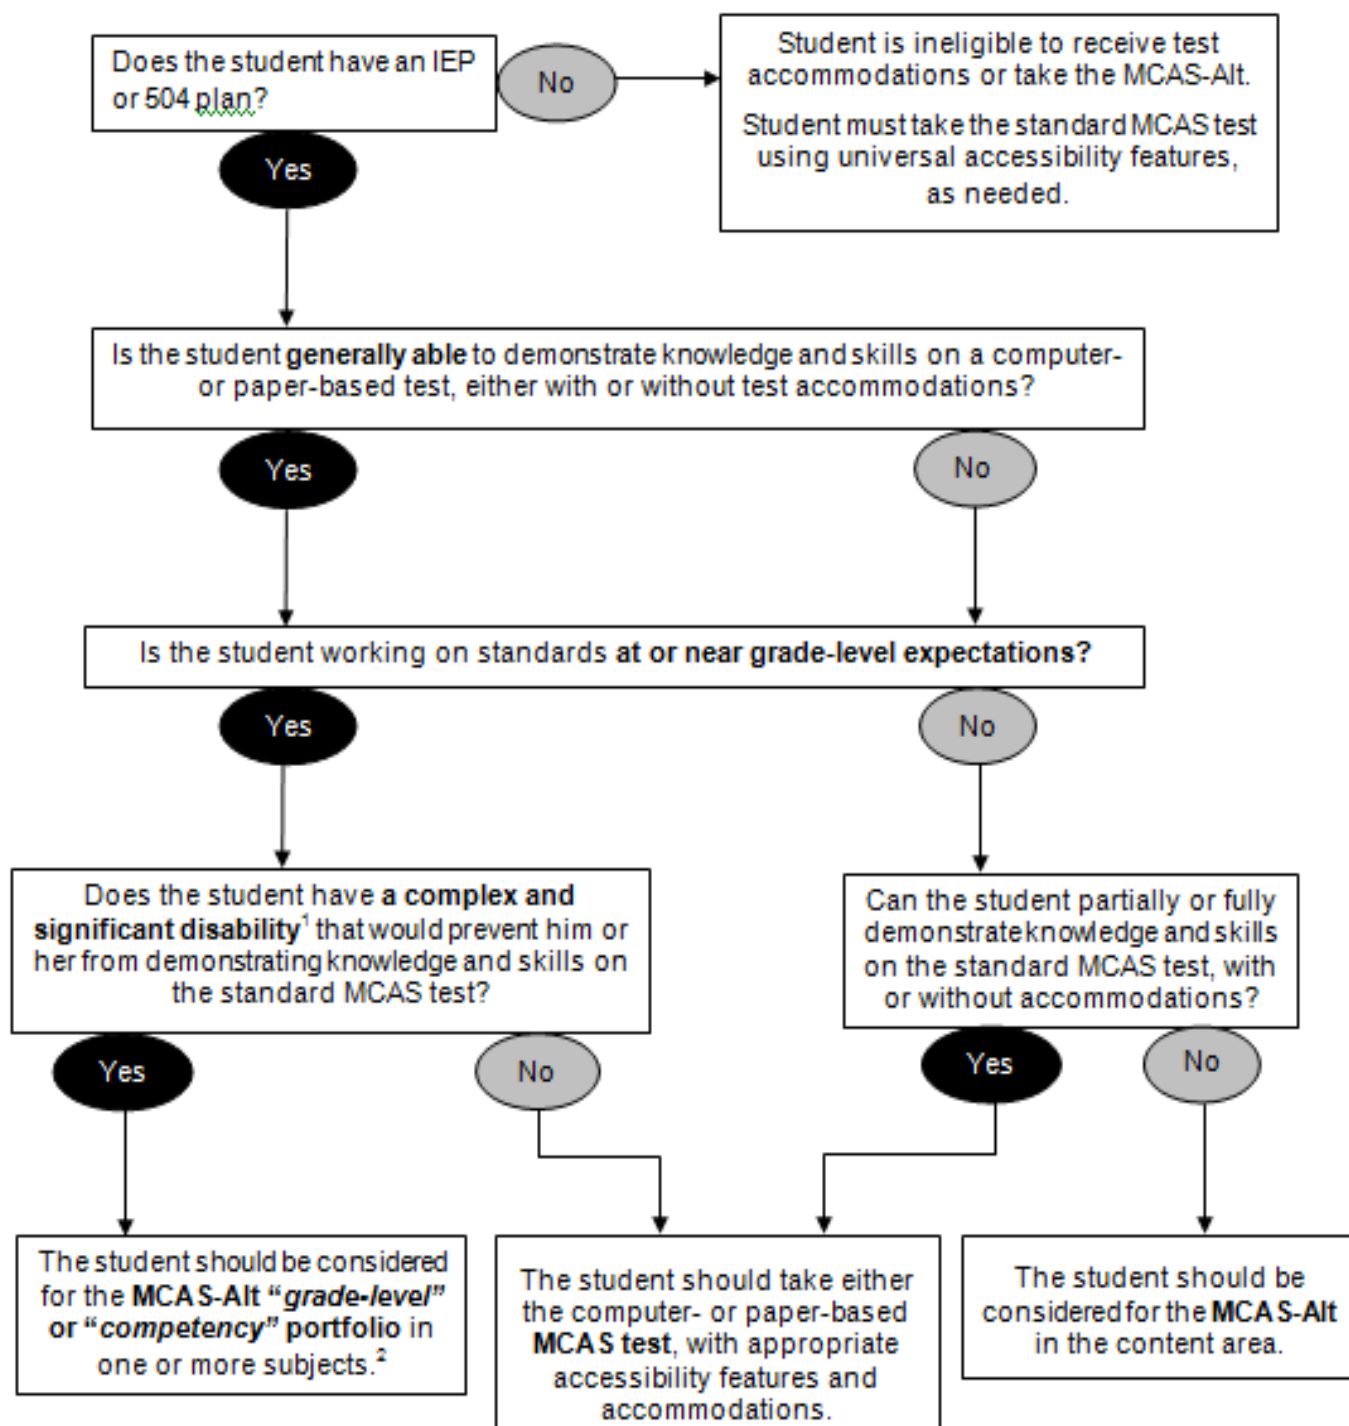 Does the student have an IEP
or 504 plan?
No
Student is ineligible to receive test
accommodations or take the MCAS-Alt.
Student must take the standard MCAS test
using universal accessibility features,
as needed.
Yes
Is the student generally able to demonstrate knowledge and skills on a computer-
or paper-based test, either with or without test accommodations?
Yes
No
Is the student working on standards at or near grade-level expectations?
Yes
No
Does the student have a complex and
significant disability¹ that would prevent him or
her from demonstrating knowledge and skills on
the standard MCAS test?
Can the student partially or fully
demonstrate knowledge and skills
on the standard MCAS test, with
or without accommodations?
Yes
No
Yes
No
The student should be considered
for the MCAS-Alt “grade-level”
or “competency” portfolio in
one or more subjects.²
The student should take either
the computer- or paper-based
MCAS test, with appropriate
accessibility features and
accommodations.
The student should be
considered for the MCAS-Alt
in the content area.